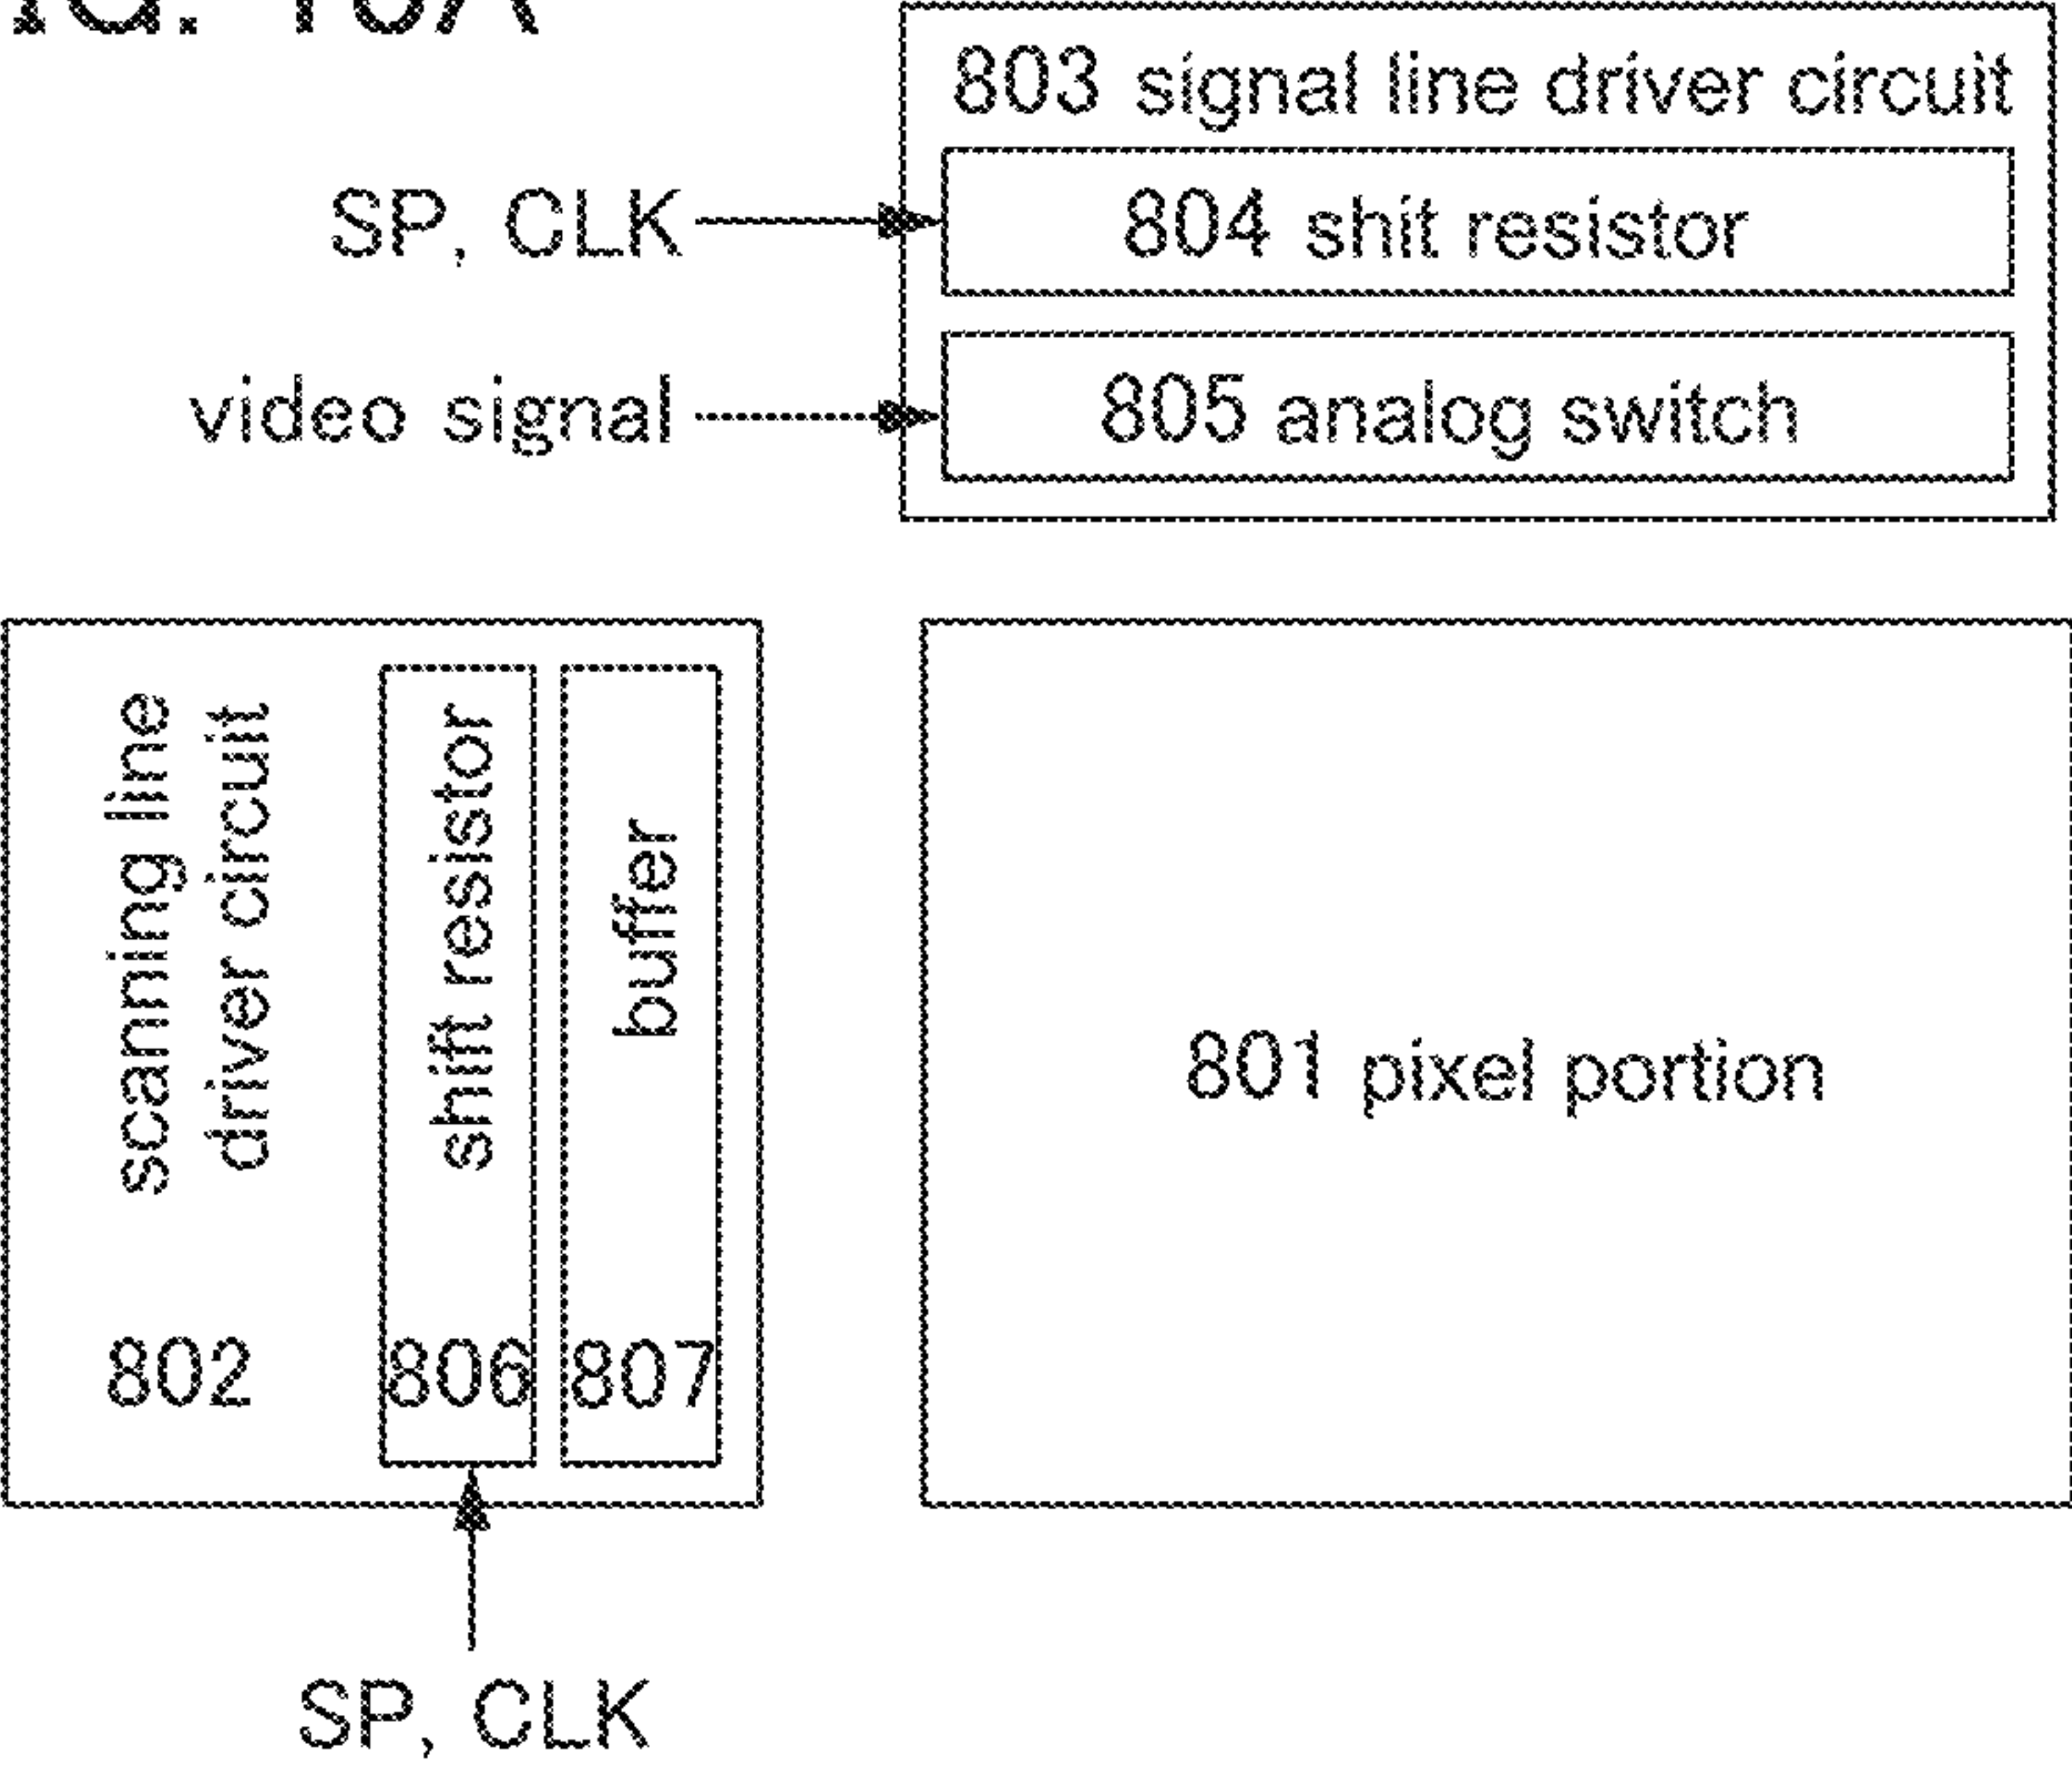 803 signal line driver circuit
SP, CLK
804 shit resistor
video signal
805 analog switch
scanning line
driver circuit
802
shift resistor
806
buffer
807
801 pixel portion
SP, CLK